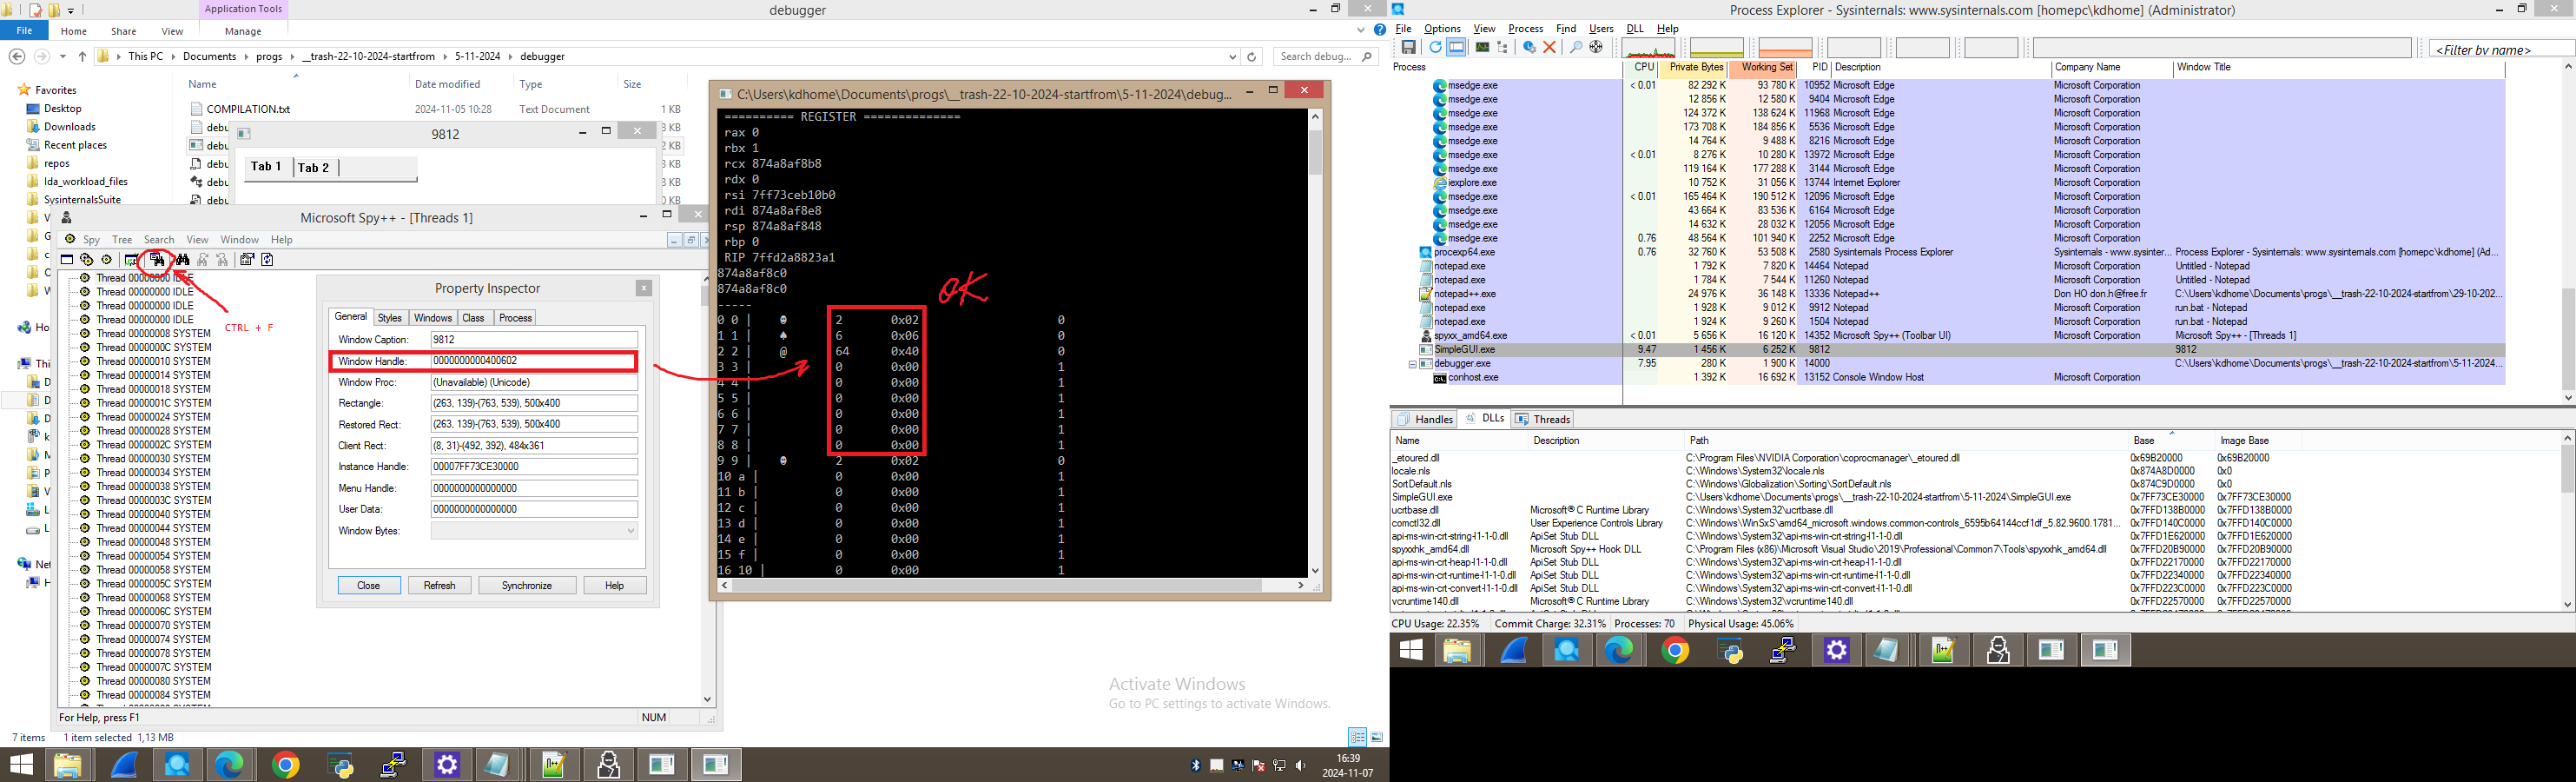 Application Tools
debugger
File
Home
Share
View
Manage
This PC
Documents
progs
__trash-22-10-2024-startfrom
5-11-2024
debugger
Search debug...
Favorites
Desktop
Downloads
Recent places
repos
lda_workload_files
SysinternalsSuite
Name
Date modified
Type
Size
COMPILATION.txt
2024-11-05 10:28
Text Document
1 KB
9812
Tab 1
Tab 2
Microsoft Spy++ - [Threads 1]
Spy
Tree
Search
View
Window
Help
Thread 00000000 IDLE
Thread 00000000 IDLE
Thread 00000000 IDLE
Thread 00000000 IDLE
Thread 00000008 SYSTEM
Thread 0000000C SYSTEM
Thread 00000010 SYSTEM
Thread 00000014 SYSTEM
Thread 00000018 SYSTEM
Thread 0000001C SYSTEM
Thread 00000024 SYSTEM
Thread 00000028 SYSTEM
Thread 0000002C SYSTEM
Thread 00000030 SYSTEM
Thread 00000034 SYSTEM
Thread 00000038 SYSTEM
Thread 0000003C SYSTEM
Thread 00000040 SYSTEM
Thread 00000044 SYSTEM
Thread 00000048 SYSTEM
Thread 00000054 SYSTEM
Thread 00000058 SYSTEM
Thread 0000005C SYSTEM
Thread 00000068 SYSTEM
Thread 0000006C SYSTEM
Thread 00000070 SYSTEM
Thread 00000074 SYSTEM
Thread 00000078 SYSTEM
Thread 0000007C SYSTEM
Thread 00000080 SYSTEM
Thread 00000084 SYSTEM
CTRL + F
For Help, press F1
NUM
7 items
1 item selected 1,13 MB
Property Inspector
General
Styles
Windows
Class
Process
Window Caption: 9812
Window Handle: 0000000000400602
Window Proc: (Unavailable) (Unicode)
Rectangle: (263, 139)-(763, 539), 500x400
Restored Rect: (263, 139)-(763, 539), 500x400
Client Rect: (8, 31)-(492, 392), 484x361
Instance Handle: 00007FF73CE30000
Menu Handle: 0000000000000000
User Data: 0000000000000000
Window Bytes:
Close
Refresh
Synchronize
Help
C:\Users\kdhome\Documents\progs\__trash-22-10-2024-startfrom\5-11-2024\debug...
========== REGISTER ==============
rax 0
rbx 1
rcx 874a8af8b8
rdx 0
rsi 7ff73ceb10b0
rdi 874a8af8e8
rsp 874a8af848
rbp 0
RIP 7ffd2a8823a1
874a8af8c0
874a8af8c0
-----
0 0 | ☻ 2 0x02 0
1 1 | ♠ 6 0x06 0
2 2 | @ 64 0x40 0
3 3 | 0 0x00 1
4 4 | 0 0x00 1
5 5 | 0 0x00 1
6 6 | 0 0x00 1
7 7 | 0 0x00 1
8 8 | 0 0x00 1
9 9 | ☻ 2 0x02 0
10 a | 0 0x00 1
11 b | 0 0x00 1
12 c | 0 0x00 1
13 d | 0 0x00 1
14 e | 0 0x00 1
15 f | 0 0x00 1
16 10 | 0 0x00 1
OK
Activate Windows
Go to PC settings to activate Windows.
16:39
2024-11-07
Process Explorer - Sysinternals: www.sysinternals.com [homepc\kdhome] (Administrator)
File
Options
View
Process
Find
Users
DLL
Help
<Filter by name>
Process CPU Private Bytes Working Set PID Description Company Name Window Title
msedge.exe < 0.01 82 292 K 93 780 K 10952 Microsoft Edge Microsoft Corporation
msedge.exe 12 856 K 12 580 K 9404 Microsoft Edge Microsoft Corporation
msedge.exe 124 372 K 138 624 K 11968 Microsoft Edge Microsoft Corporation
msedge.exe 173 708 K 184 856 K 5536 Microsoft Edge Microsoft Corporation
msedge.exe 14 764 K 9 488 K 8216 Microsoft Edge Microsoft Corporation
msedge.exe < 0.01 8 276 K 10 280 K 13972 Microsoft Edge Microsoft Corporation
msedge.exe 119 164 K 177 288 K 3144 Microsoft Edge Microsoft Corporation
iexplore.exe 10 752 K 31 056 K 13744 Internet Explorer Microsoft Corporation
msedge.exe < 0.01 165 464 K 190 512 K 12096 Microsoft Edge Microsoft Corporation
msedge.exe 43 664 K 83 536 K 6164 Microsoft Edge Microsoft Corporation
msedge.exe 14 632 K 28 032 K 12056 Microsoft Edge Microsoft Corporation
msedge.exe 0.76 48 564 K 101 940 K 2252 Microsoft Edge Microsoft Corporation
procexp64.exe 0.76 32 760 K 53 508 K 2580 Sysinternals Process Explorer Sysinternals - www.sysinter... Process Explorer - Sysinternals: www.sysinternals.com [homepc\kdhome] (Ad...
notepad.exe 1 792 K 7 820 K 14464 Notepad Microsoft Corporation Untitled - Notepad
notepad.exe 1 784 K 7 544 K 11260 Notepad Microsoft Corporation Untitled - Notepad
notepad++.exe 24 976 K 36 148 K 13336 Notepad++ Don HO don.h@free.fr C:\Users\kdhome\Documents\progs\__trash-22-10-2024-startfrom\29-10-202...
notepad.exe 1 928 K 9 012 K 9912 Notepad Microsoft Corporation run.bat - Notepad
notepad.exe 1 924 K 9 260 K 1504 Notepad Microsoft Corporation run.bat - Notepad
spyxx_amd64.exe < 0.01 5 656 K 16 120 K 14352 Microsoft Spy++ (Toolbar UI) Microsoft Corporation Microsoft Spy++ - [Threads 1]
SimpleGUI.exe 9.47 1 456 K 6 252 K 9812 9812
debugger.exe 7.95 280 K 1 900 K 14000 C:\Users\kdhome\Documents\progs\__trash-22-10-2024-startfrom\5-11-2024...
conhost.exe 1 392 K 16 692 K 13152 Console Window Host Microsoft Corporation
Handles
DLLs
Threads
Name Description Path Base Image Base
_etoured.dll C:\Program Files\NVIDIA Corporation\coprocmanager\_etoured.dll 0x69B20000 0x69B20000
locale.nls C:\Windows\System32\locale.nls 0x874A8D0000 0x0
SortDefault.nls C:\Windows\Globalization\Sorting\SortDefault.nls 0x874C9D0000 0x0
SimpleGUI.exe C:\Users\kdhome\Documents\progs\__trash-22-10-2024-startfrom\5-11-2024\SimpleGUI.exe 0x7FF73CE30000 0x7FF73CE30000
ucrtbase.dll Microsoft® C Runtime Library C:\Windows\System32\ucrtbase.dll 0x7FFD138B0000 0x7FFD138B0000
comctl32.dll User Experience Controls Library C:\Windows\WinSxS\amd64_microsoft.windows.common-controls_6595b64144ccf1df_5.82.9600.1781... 0x7FFD140C0000 0x7FFD140C0000
api-ms-win-crt-string-l1-1-0.dll ApiSet Stub DLL C:\Windows\System32\api-ms-win-crt-string-l1-1-0.dll 0x7FFD1E620000 0x7FFD1E620000
spyxxhk_amd64.dll Microsoft Spy++ Hook DLL C:\Program Files (x86)\Microsoft Visual Studio\2019\Professional\Common7\Tools\spyxxhk_amd64.dll 0x7FFD20B90000 0x7FFD20B90000
api-ms-win-crt-heap-l1-1-0.dll ApiSet Stub DLL C:\Windows\System32\api-ms-win-crt-heap-l1-1-0.dll 0x7FFD22170000 0x7FFD22170000
api-ms-win-crt-runtime-l1-1-0.dll ApiSet Stub DLL C:\Windows\System32\api-ms-win-crt-runtime-l1-1-0.dll 0x7FFD22340000 0x7FFD22340000
api-ms-win-crt-convert-l1-1-0.dll ApiSet Stub DLL C:\Windows\System32\api-ms-win-crt-convert-l1-1-0.dll 0x7FFD223C0000 0x7FFD223C0000
vcruntime140.dll Microsoft® C Runtime Library C:\Windows\System32\vcruntime140.dll 0x7FFD22570000 0x7FFD22570000
CPU Usage: 22.35%
Commit Charge: 32.31%
Processes: 70
Physical Usage: 45.06%